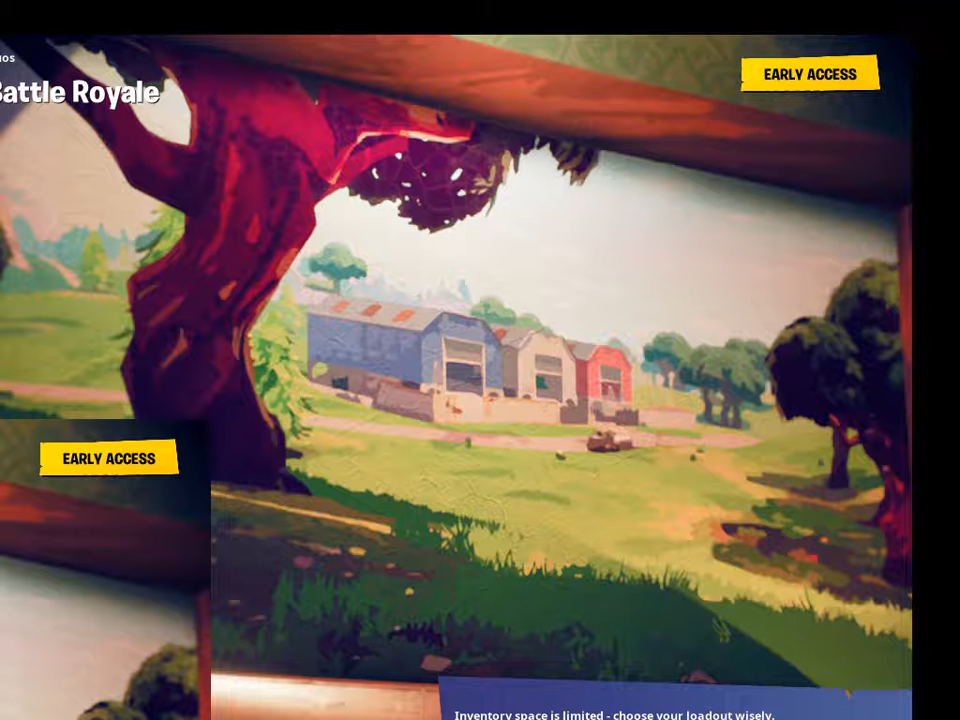 EARLY ACCESS
Battle Royale
EARLY ACCESS
Inventory space is limited - choose your loadout wisely.